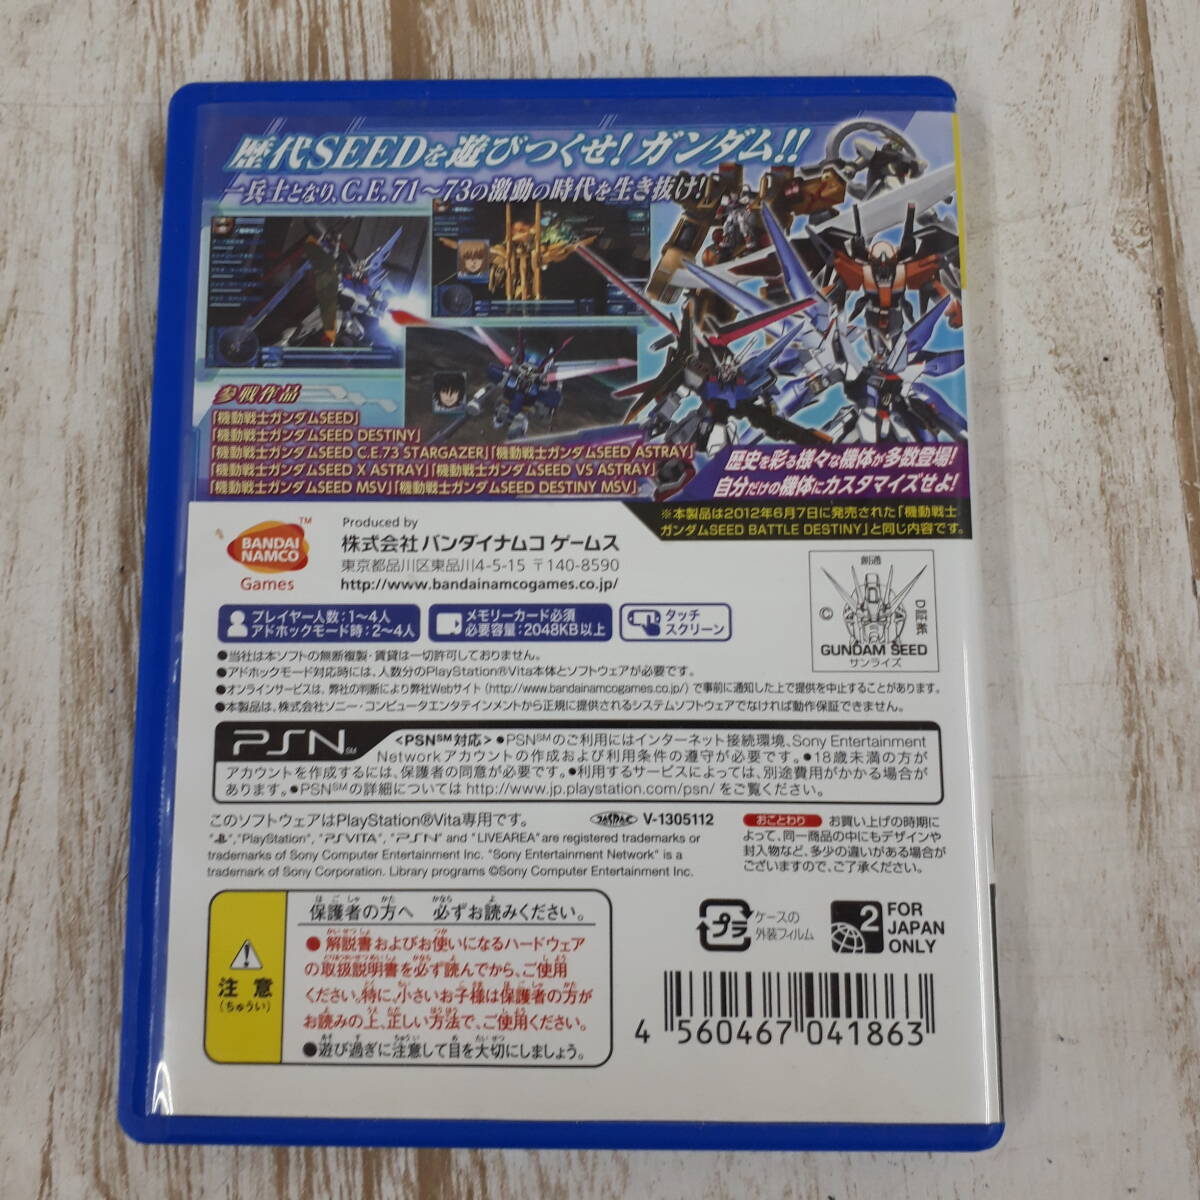 歴代SEEDを遊びつくせ!ガンダム!!
一兵士となり、C.E.71～73の激動の時代を生き抜け!
参戦作品
「機動戦士ガンダムSEED」
「機動戦士ガンダムSEED DESTINY」
「機動戦士ガンダムSEED C.E.73 STARGAZER」「機動戦士ガンダムSEED ASTRAY」
「機動戦士ガンダムSEED X ASTRAY」「機動戦士ガンダムSEED VS ASTRAY」
「機動戦士ガンダムSEED MSV」「機動戦士ガンダムSEED DESTINY MSV」
歴史を彩る様々な機体が多数登場!
自分だけの機体にカスタマイズせよ!
※本製品は2012年6月7日に発売された「機動戦士
ガンダムSEED BATTLE DESTINY」と同じ内容です。
BANDAI
NAMCO
Games
TM
Produced by
株式会社 バンダイナムコ ゲームス
東京都品川区東品川4-5-15 〒140-8590
http://www.bandainamcogames.co.jp/
プレイヤー人数:1～4人
アドホックモード時:2～4人
メモリーカード必須
必要容量:2048KB以上
タッチ
スクリーン
創通
©
D証紙
GUNDAM SEED
サンライズ
●当社は本ソフトの無断複製・賃貸は一切許可しておりません。
●アドホックモード対応時には、人数分のPlayStation®Vita本体とソフトウェアが必要です。
●オンラインサービスは、弊社の判断により弊社Webサイト(http://www.bandainamcogames.co.jp/)で事前に通知した上で提供を中止することがあります。
●本製品は、株式会社ソニー・コンピュータエンタテインメントから正規に提供されるシステムソフトウェアでなければ動作保証できません。
PSN℠
<PSN℠対応>●PSN℠のご利用にはインターネット接続環境、Sony Entertainment
Networkアカウントの作成および利用条件の遵守が必要です。●18歳未満の方が
アカウントを作成するには、保護者の同意が必要です。●利用するサービスによっては、別途費用がかかる場合が
あります。●PSN℠の詳細については http://www.jp.playstation.com/psn/ をご覧ください。
このソフトウェアはPlayStation®Vita専用です。
JASRAC V-1305112
","PlayStation", "PSVITA", "PSN" and "LIVEAREA" are registered trademarks or
trademarks of Sony Computer Entertainment Inc. "Sony Entertainment Network" is a
trademark of Sony Corporation. Library programs ©Sony Computer Entertainment Inc.
おことわり お買い上げの時期に
よって、同一商品の中にもデザインや
封入物など、多少の違いがある場合が
ございますので、ご了承ください。
注意
(ちゅうい)
保護者の方へ 必ずお読みください。
●解説書およびお使いになるハードウェア
の取扱説明書を必ず読んでから、ご使用
ください。特に、小さいお子様は保護者の方が
お読みの上、正しい方法で、ご使用ください。
●遊び過ぎに注意して目を大切にしましょう。
プラ
ケースの
外装フィルム
2
FOR
JAPAN
ONLY
4 560467 041863